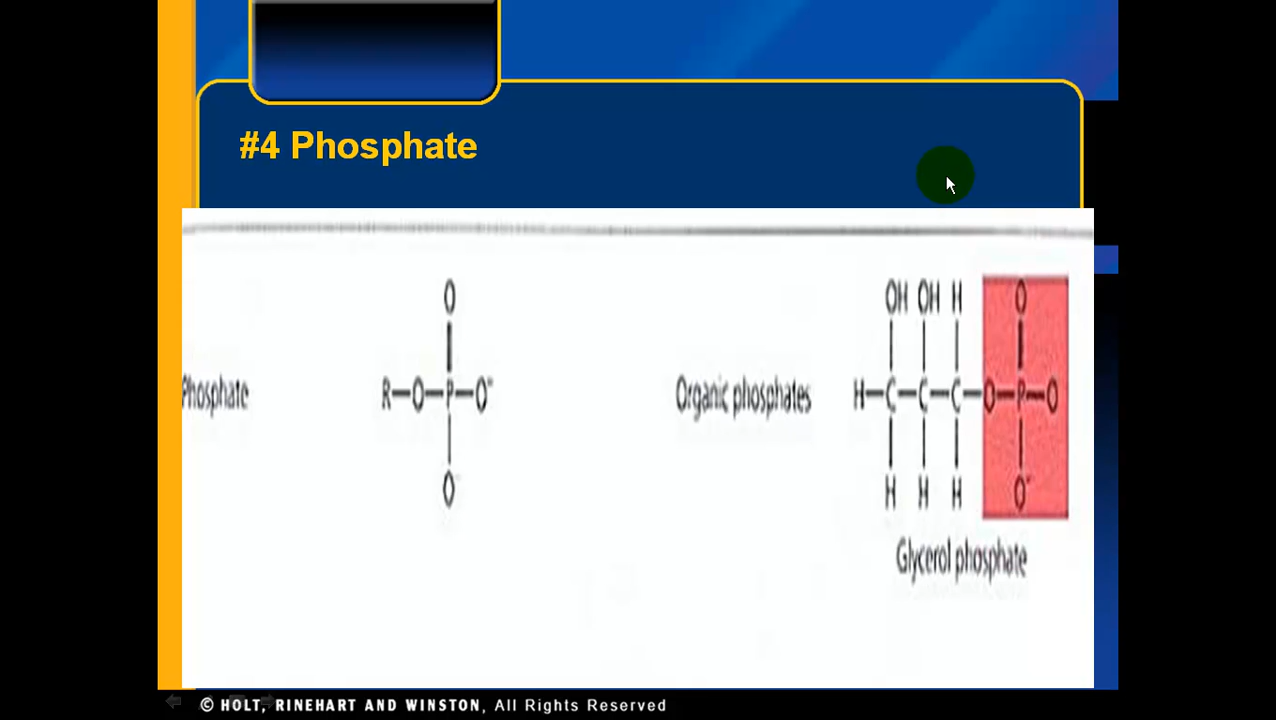 #4 Phosphate
O
R-O-P-O⁻
O
Phosphate
Organic phosphates
OH OH H O
H-C-C-C-O-P-O
H H H O⁻
Glycerol phosphate
© HOLT, RINEHART AND WINSTON, All Rights Reserved